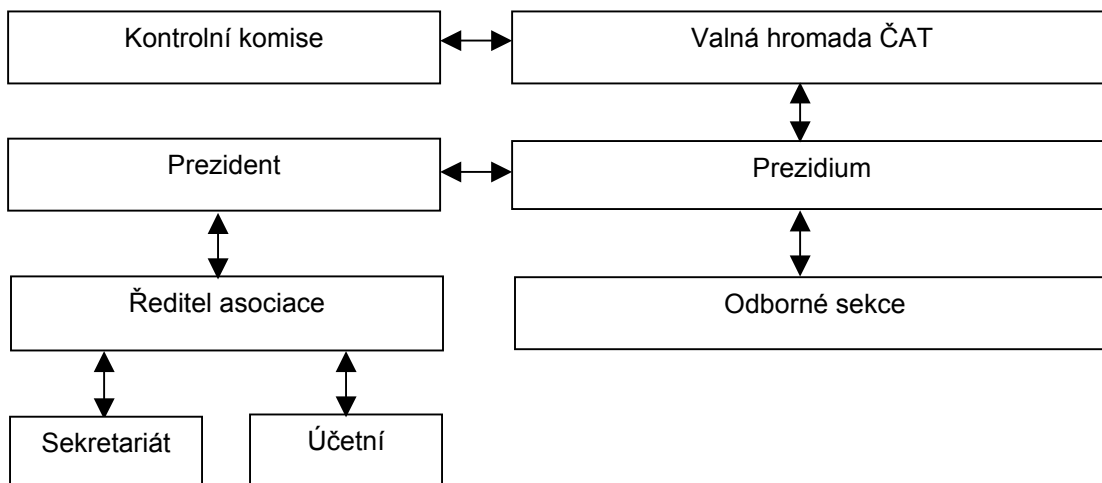 Kontrolní komise
Valná hromada ČAT
Prezident
Prezidium
Ředitel asociace
Odborné sekce
Sekretariát
Účetní